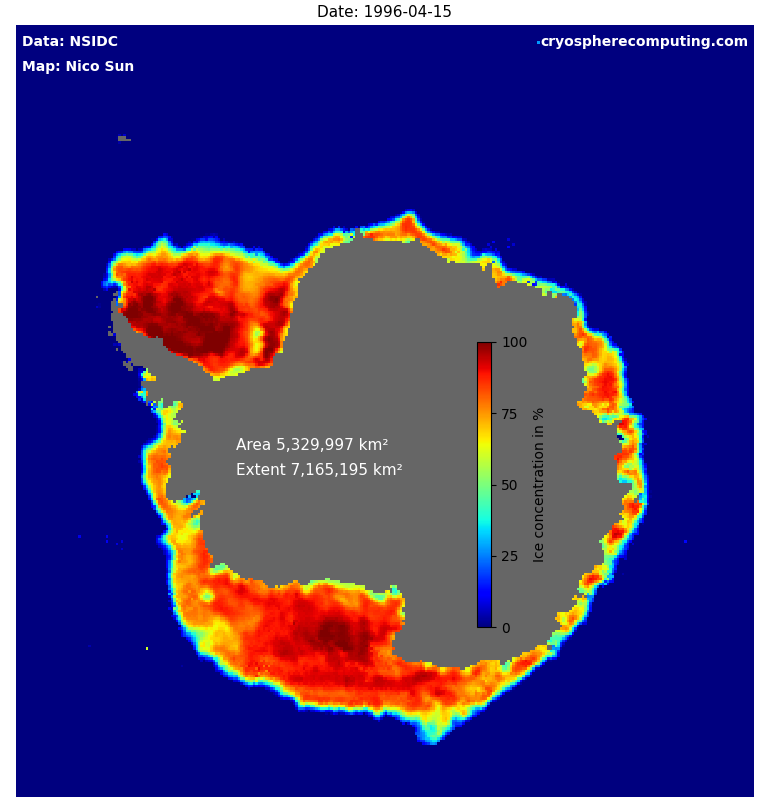 Date: 1996-04-15
Data: NSIDC
cryospherecomputing.com
Map: Nico Sun
Area 5,329,997 km²
Extent 7,165,195 km²
100
75
50
25
0
Ice concentration in %